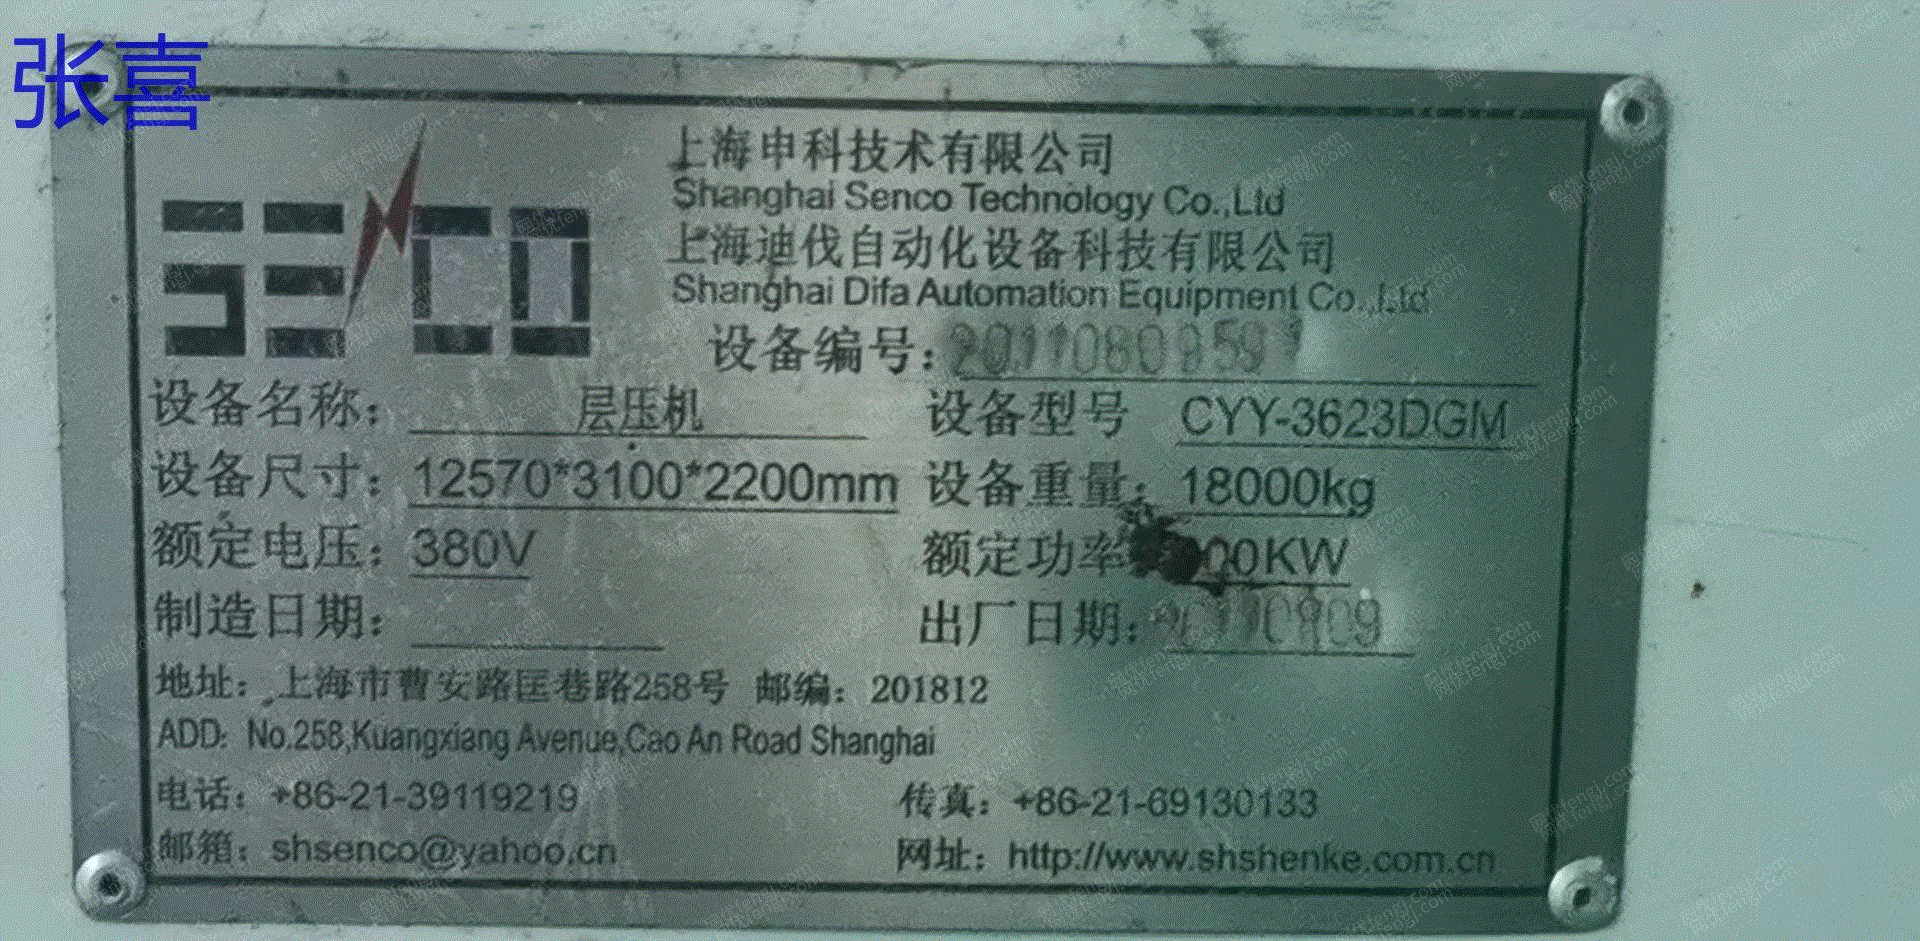 张喜
SENCO
上海申科技术有限公司
Shanghai Senco Technology Co.,Ltd
上海迪伐自动化设备科技有限公司
Shanghai Difa Automation Equipment Co.,Ltd
设备编号：
设备名称： 层压机 设备型号 CYY-3623DGM
设备尺寸：12570*3100*2200mm 设备重量：18000kg
额定电压：380V 额定功率 00KW
制造日期： 出厂日期：20110909
地址：上海市曹安路匡巷路258号 邮编：201812
ADD: No.258,Kuangxiang Avenue,Cao An Road Shanghai
电话：+86-21-39119219 传真：+86-21-69130133
邮箱：shsenco@yahoo.cn 网址：http://www.shshenke.com.cn